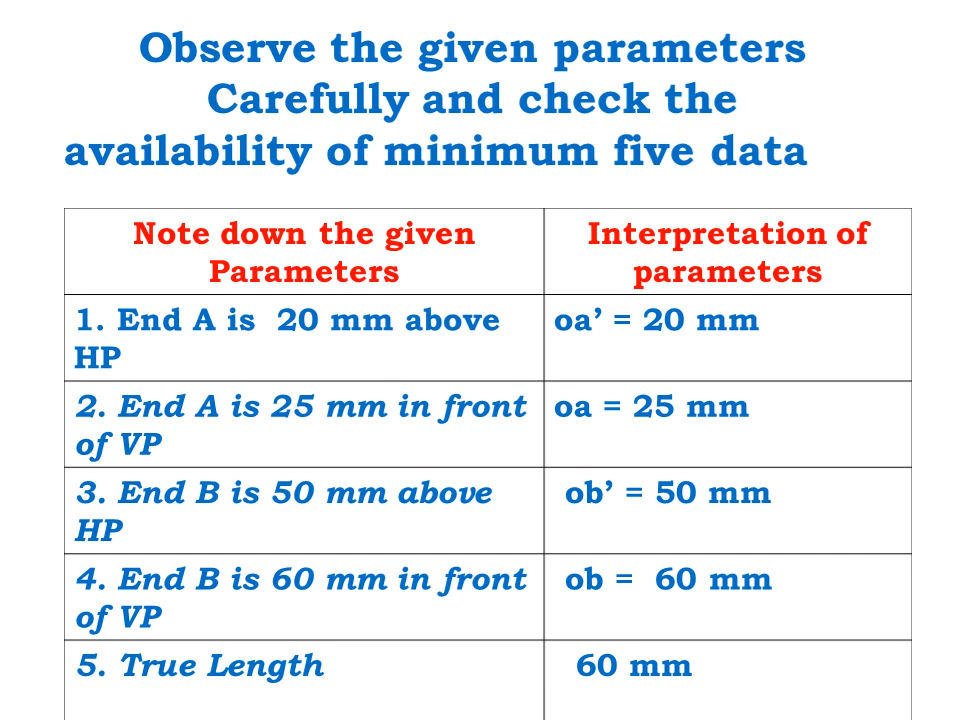 Observe the given parameters
Carefully and check the
availability of minimum five data
Note down the given
Parameters
Interpretation of
parameters
1. End A is 20 mm above
HP
oa’ = 20 mm
2. End A is 25 mm in front
of VP
oa = 25 mm
3. End B is 50 mm above
HP
ob’ = 50 mm
4. End B is 60 mm in front
of VP
ob = 60 mm
5. True Length
60 mm